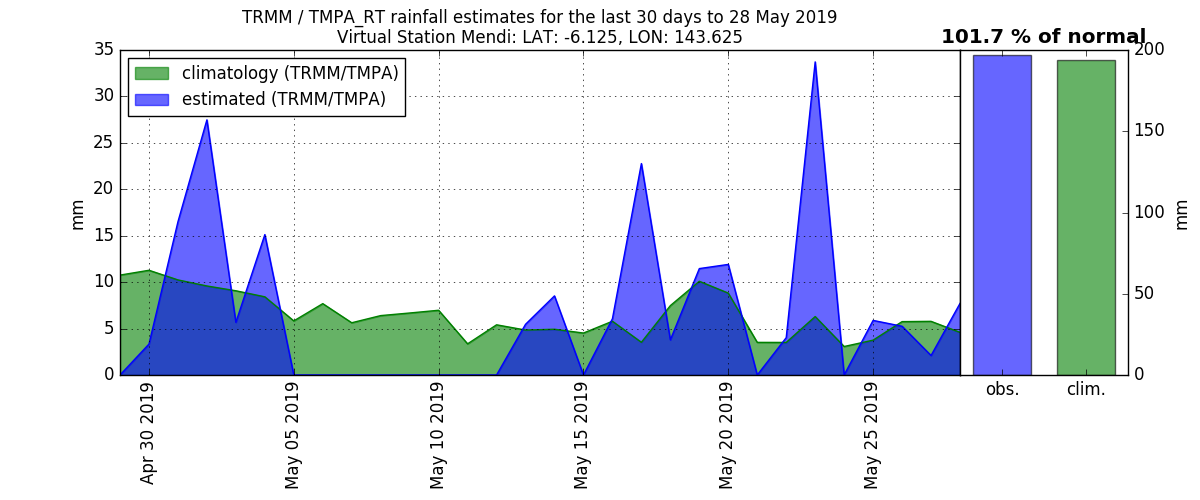 TRMM / TMPA_RT rainfall estimates for the last 30 days to 28 May 2019
Virtual Station Mendi: LAT: -6.125, LON: 143.625
101.7 % of normal
climatology (TRMM/TMPA)
estimated (TRMM/TMPA)
35
30
25
20
15
10
5
0
mm
200
150
100
50
0
mm
Apr 30 2019
May 05 2019
May 10 2019
May 15 2019
May 20 2019
May 25 2019
obs.
clim.